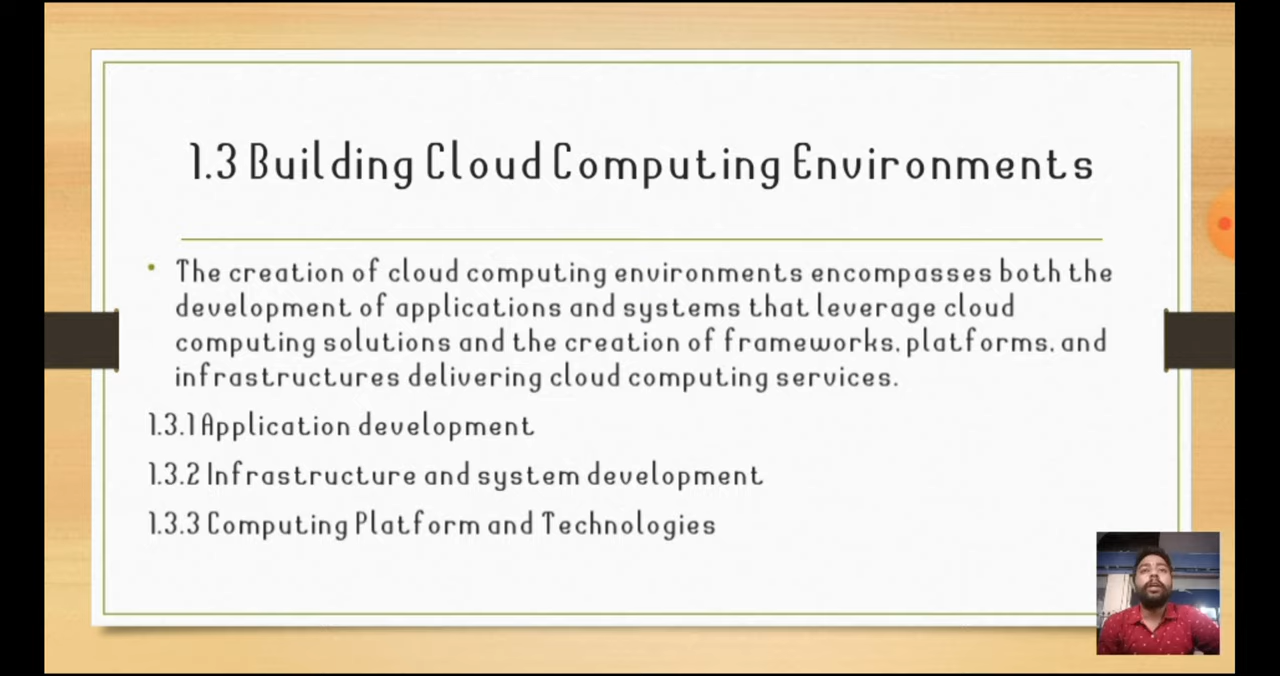 1.3 Building Cloud Computing Environments
• The creation of cloud computing environments encompasses both the
development of applications and systems that leverage cloud
computing solutions and the creation of frameworks, platforms, and
infrastructures delivering cloud computing services.
1.3.1 Application development
1.3.2 Infrastructure and system development
1.3.3 Computing Platform and Technologies